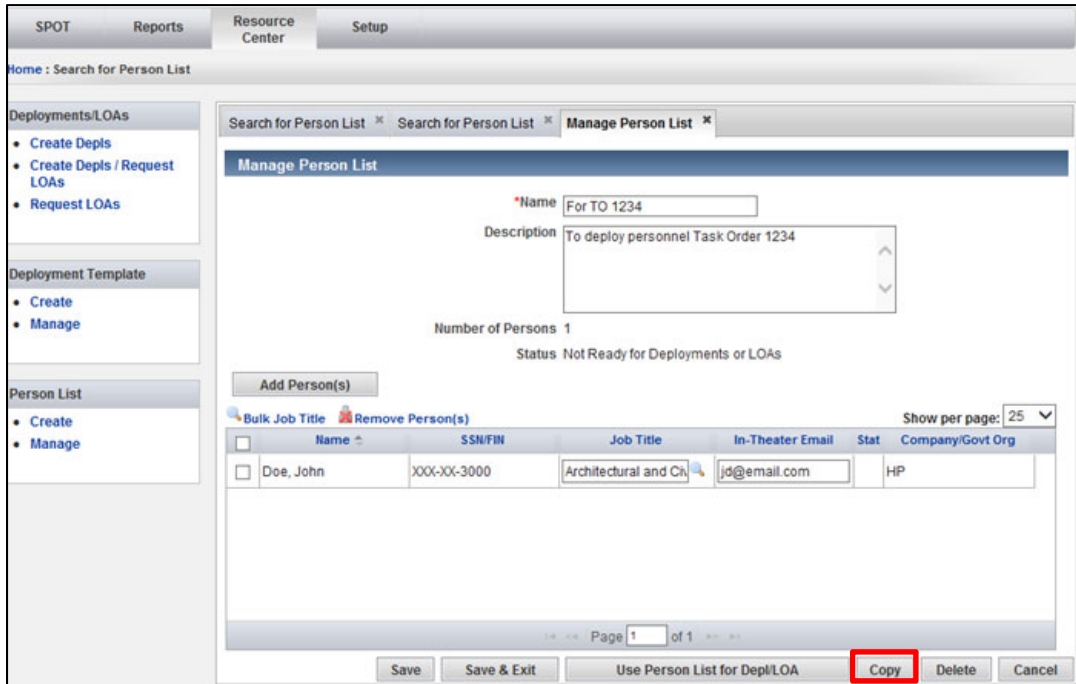 SPOT Reports Resource Center Setup
Home : Search for Person List
Deployments/LOAs
• Create Depls
• Create Depls / Request
LOAs
• Request LOAs
Deployment Template
• Create
• Manage
Person List
• Create
• Manage
Search for Person List Search for Person List Manage Person List
Manage Person List
*Name For TO 1234
Description To deploy personnel Task Order 1234
Number of Persons 1
Status Not Ready for Deployments or LOAs
Add Person(s)
Bulk Job Title Remove Person(s) Show per page: 25
Name SSN/FIN Job Title In-Theater Email Stat Company/Govt Org
Doe, John XXX-XX-3000 Architectural and Civ jd@email.com HP
Page 1 of 1
Save Save & Exit Use Person List for Depl/LOA Copy Delete Cancel